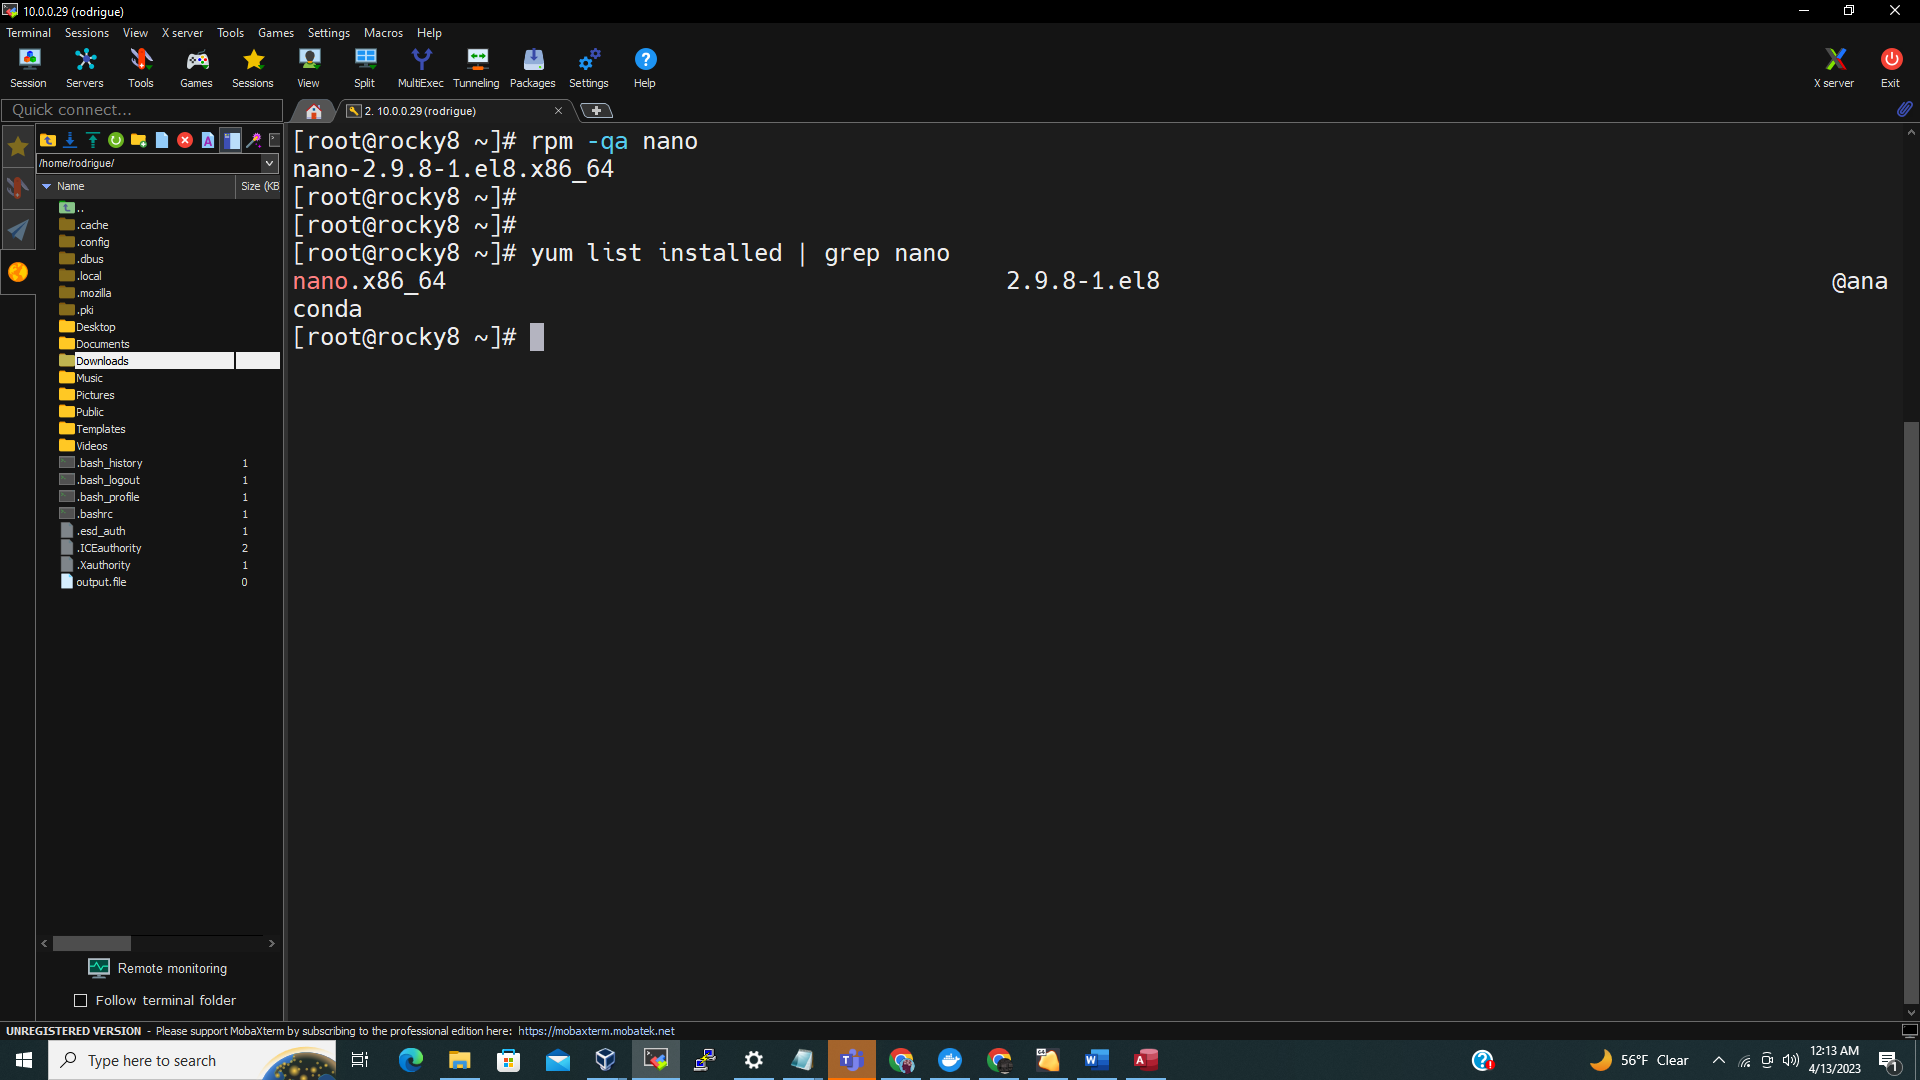 10.0.0.29 (rodrigue)
Terminal Sessions View X server Tools Games Settings Macros Help
Session Servers Tools Games Sessions View Split MultiExec Tunneling Packages Settings Help X server Exit
Quick connect...
2. 10.0.0.29 (rodrigue)
/home/rodrigue/
Name Size (KB
..
.cache
.config
.dbus
.local
.mozilla
.pki
Desktop
Documents
Downloads
Music
Pictures
Public
Templates
Videos
.bash_history 1
.bash_logout 1
.bash_profile 1
.bashrc 1
.esd_auth 1
.ICEauthority 2
.Xauthority 1
output.file 0
Remote monitoring
Follow terminal folder
[root@rocky8 ~]# rpm -qa nano
nano-2.9.8-1.el8.x86_64
[root@rocky8 ~]#
[root@rocky8 ~]#
[root@rocky8 ~]# yum list installed | grep nano
nano.x86_64 2.9.8-1.el8 @ana
conda
[root@rocky8 ~]#
UNREGISTERED VERSION - Please support MobaXterm by subscribing to the professional edition here: https://mobaxterm.mobatek.net
Type here to search
56°F Clear
12:13 AM
4/13/2023
1